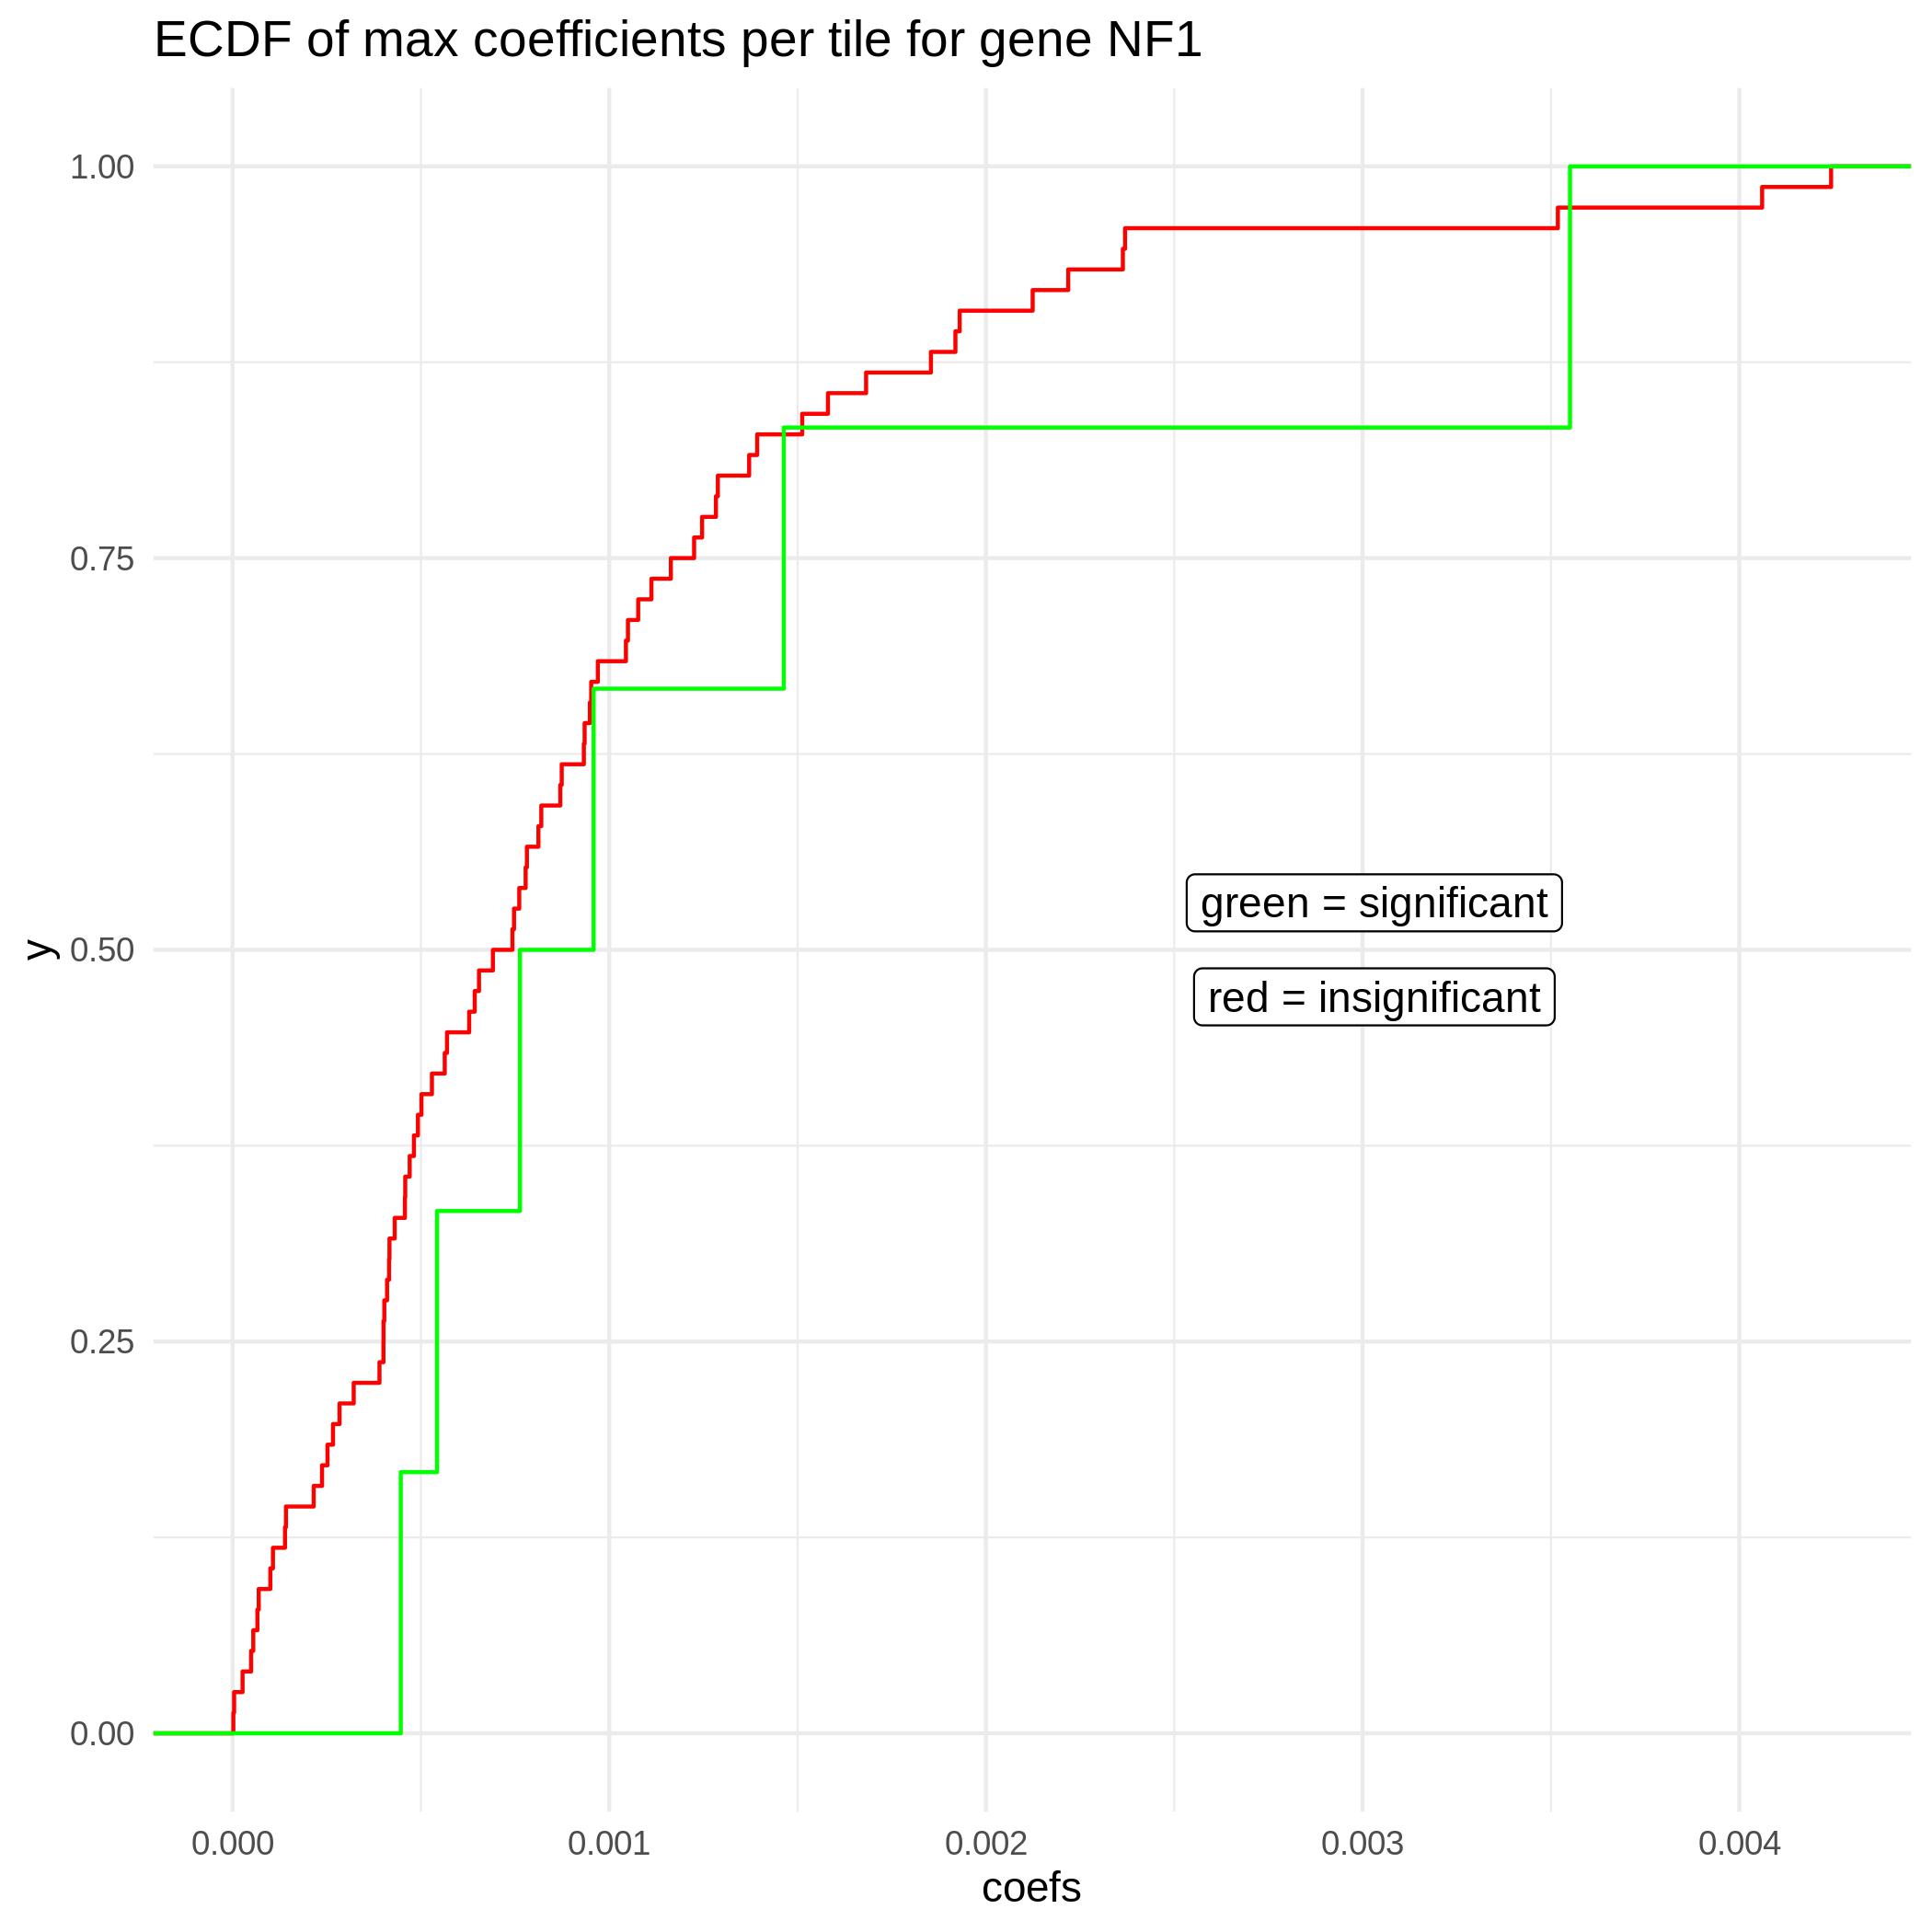 ECDF of max coefficients per tile for gene NF1
1.00
0.75
0.50
0.25
0.00
y
green = significant
red = insignificant
0.000 0.001 0.002 0.003 0.004
coefs